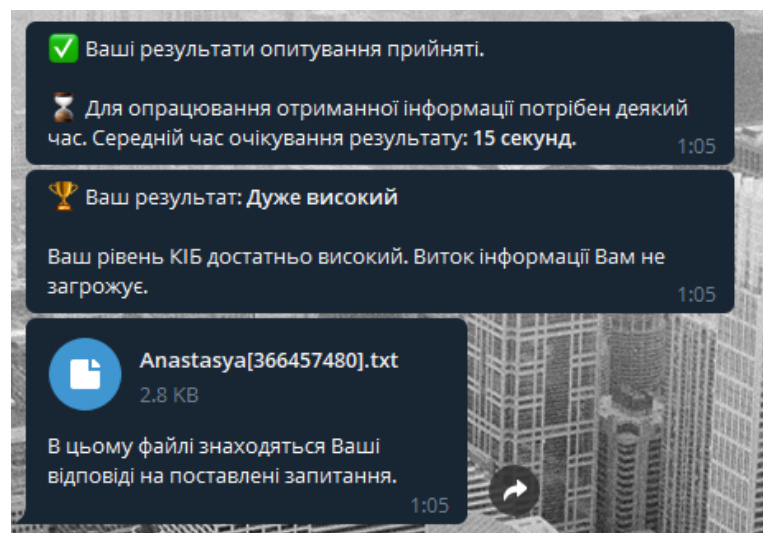 ✅ Ваші результати опитування прийняті.
⏳ Для опрацювання отриманної інформації потрібен деякий
час. Середній час очікування результату: 15 секунд.
1:05
🏆 Ваш результат: Дуже високий
Ваш рівень КІБ достатньо високий. Виток інформації Вам не
загрожує.
1:05
Anastasya[366457480].txt
2.8 KB
В цьому файлі знаходяться Ваші
відповіді на поставлені запитання.
1:05